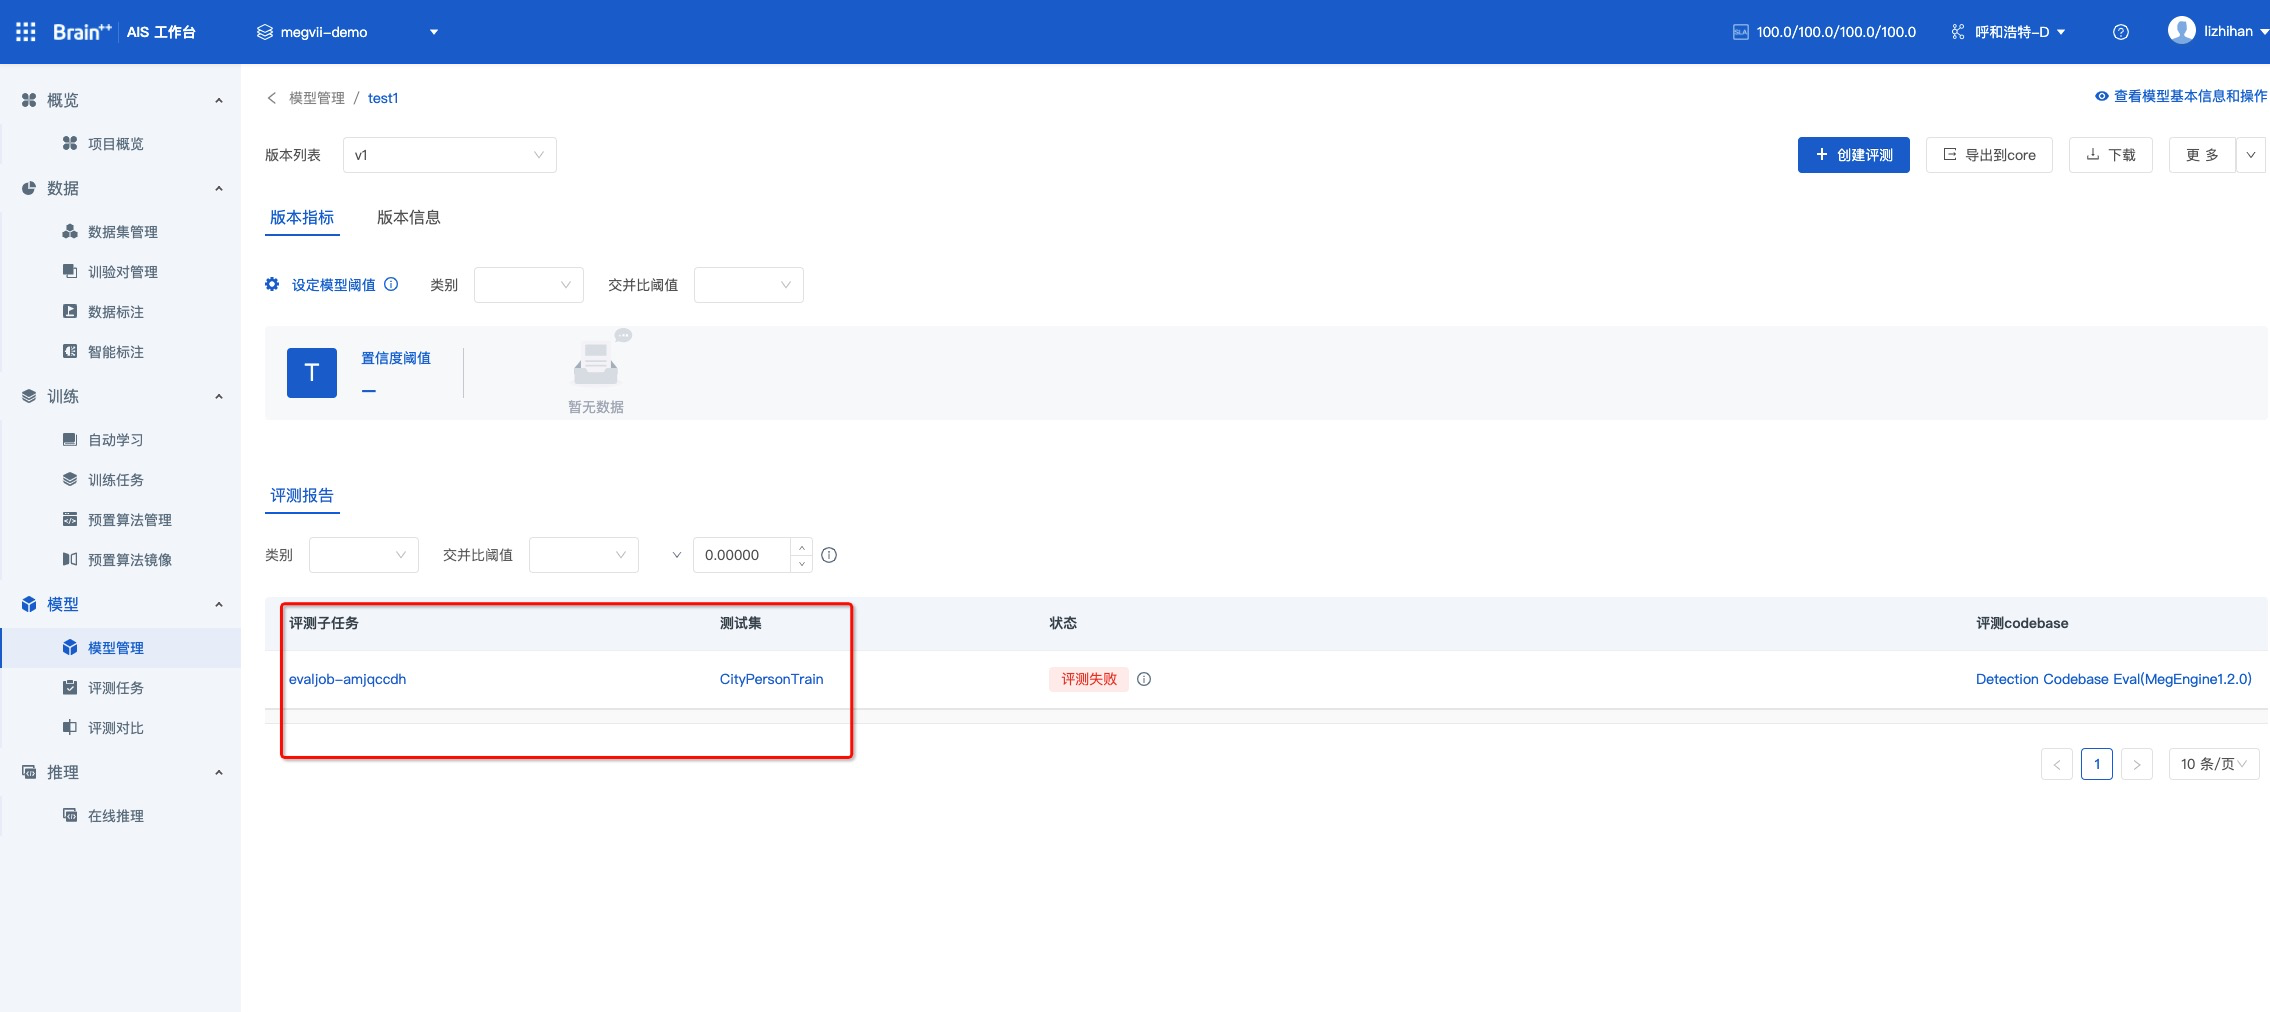 Brain++ AIS 工作台
megvii-demo
SLA 100.0/100.0/100.0/100.0
呼和浩特-D
lizhihan
概览
项目概览
数据
数据集管理
训验对管理
数据标注
智能标注
训练
自动学习
训练任务
预置算法管理
预置算法镜像
模型
模型管理
评测任务
评测对比
推理
在线推理
模型管理 / test1
查看模型基本信息和操作
版本列表 v1
+ 创建评测
导出到core
下载
更多
版本指标 版本信息
设定模型阈值 类别 交并比阈值
T
置信度阈值
—
暂无数据
评测报告
类别 交并比阈值 0.00000
评测子任务 测试集 状态 评测codebase
evaljob-amjqccdh CityPersonTrain 评测失败 Detection Codebase Eval(MegEngine1.2.0)
< 1 > 10 条/页